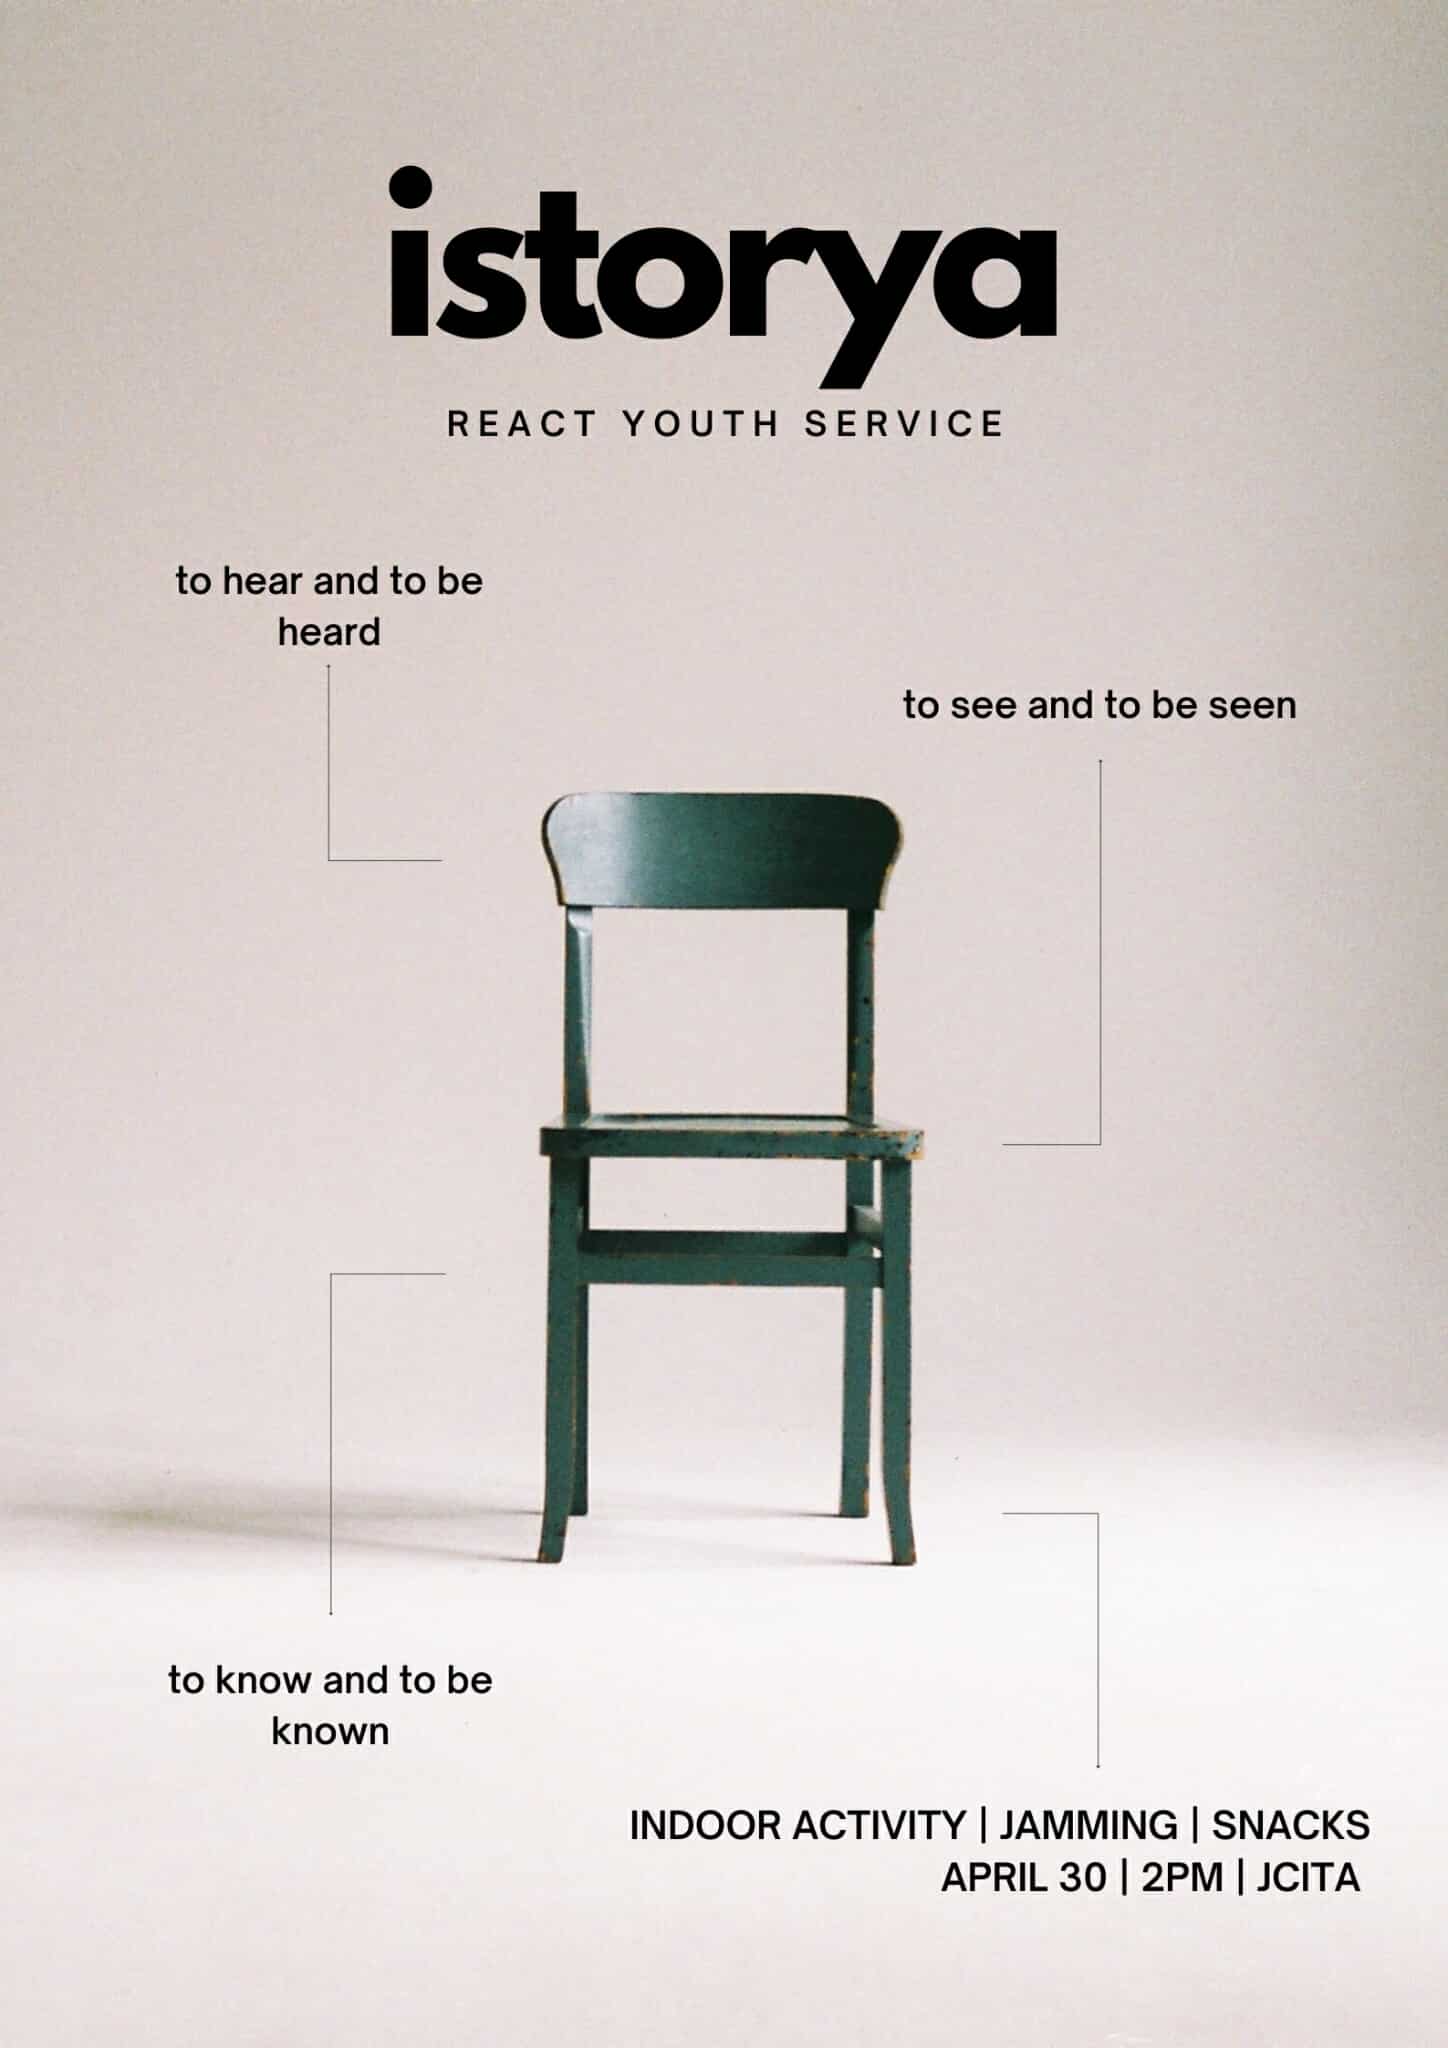 istorya
REACT YOUTH SERVICE
to hear and to be
heard
to see and to be seen
to know and to be
known
INDOOR ACTIVITY | JAMMING | SNACKS
APRIL 30 | 2PM | JCITA